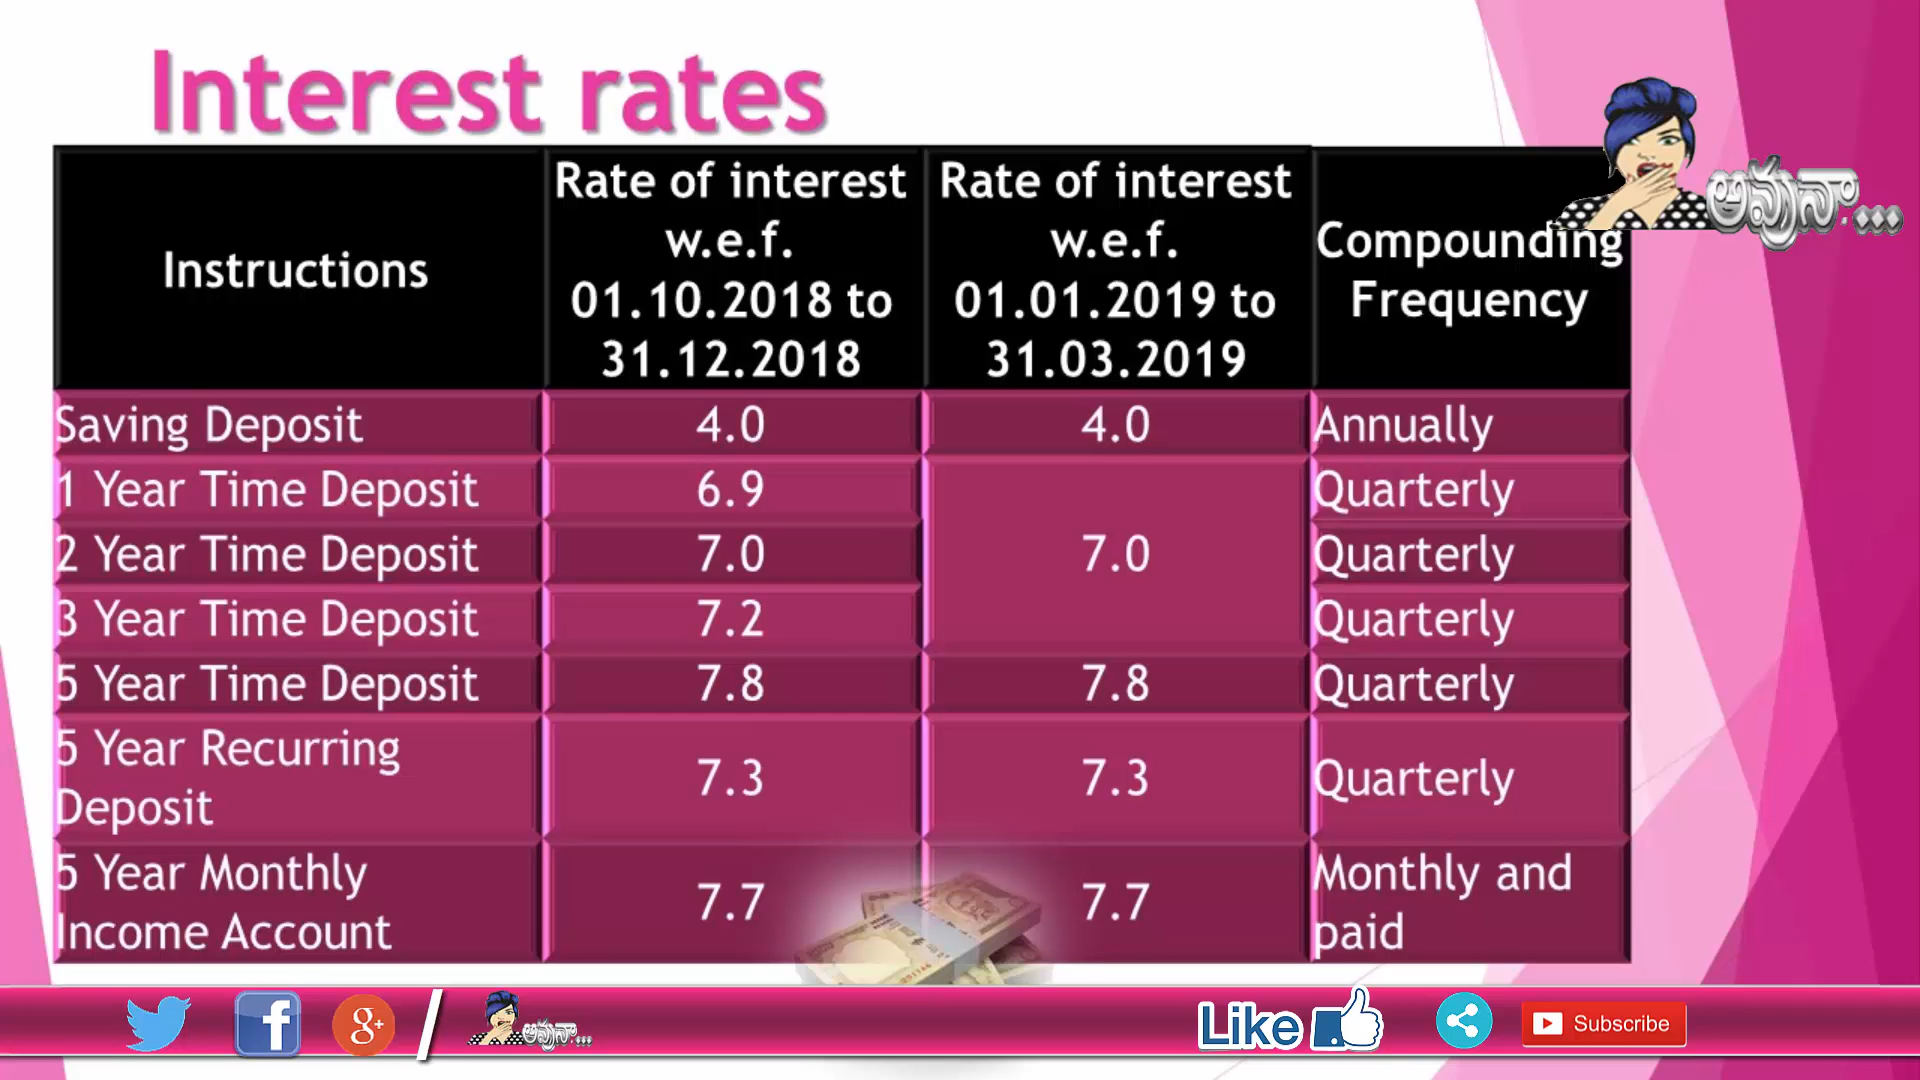 Interest rates
Instructions
Rate of interest
w.e.f.
01.10.2018 to
31.12.2018
Rate of interest
w.e.f.
01.01.2019 to
31.03.2019
Compounding
Frequency
Saving Deposit
4.0
4.0
Annually
1 Year Time Deposit
6.9
Quarterly
2 Year Time Deposit
7.0
7.0
Quarterly
3 Year Time Deposit
7.2
Quarterly
5 Year Time Deposit
7.8
7.8
Quarterly
5 Year Recurring
Deposit
7.3
7.3
Quarterly
5 Year Monthly
Income Account
7.7
7.7
Monthly and
paid
అవునా...
f
g+
అవునా...
Like
Subscribe